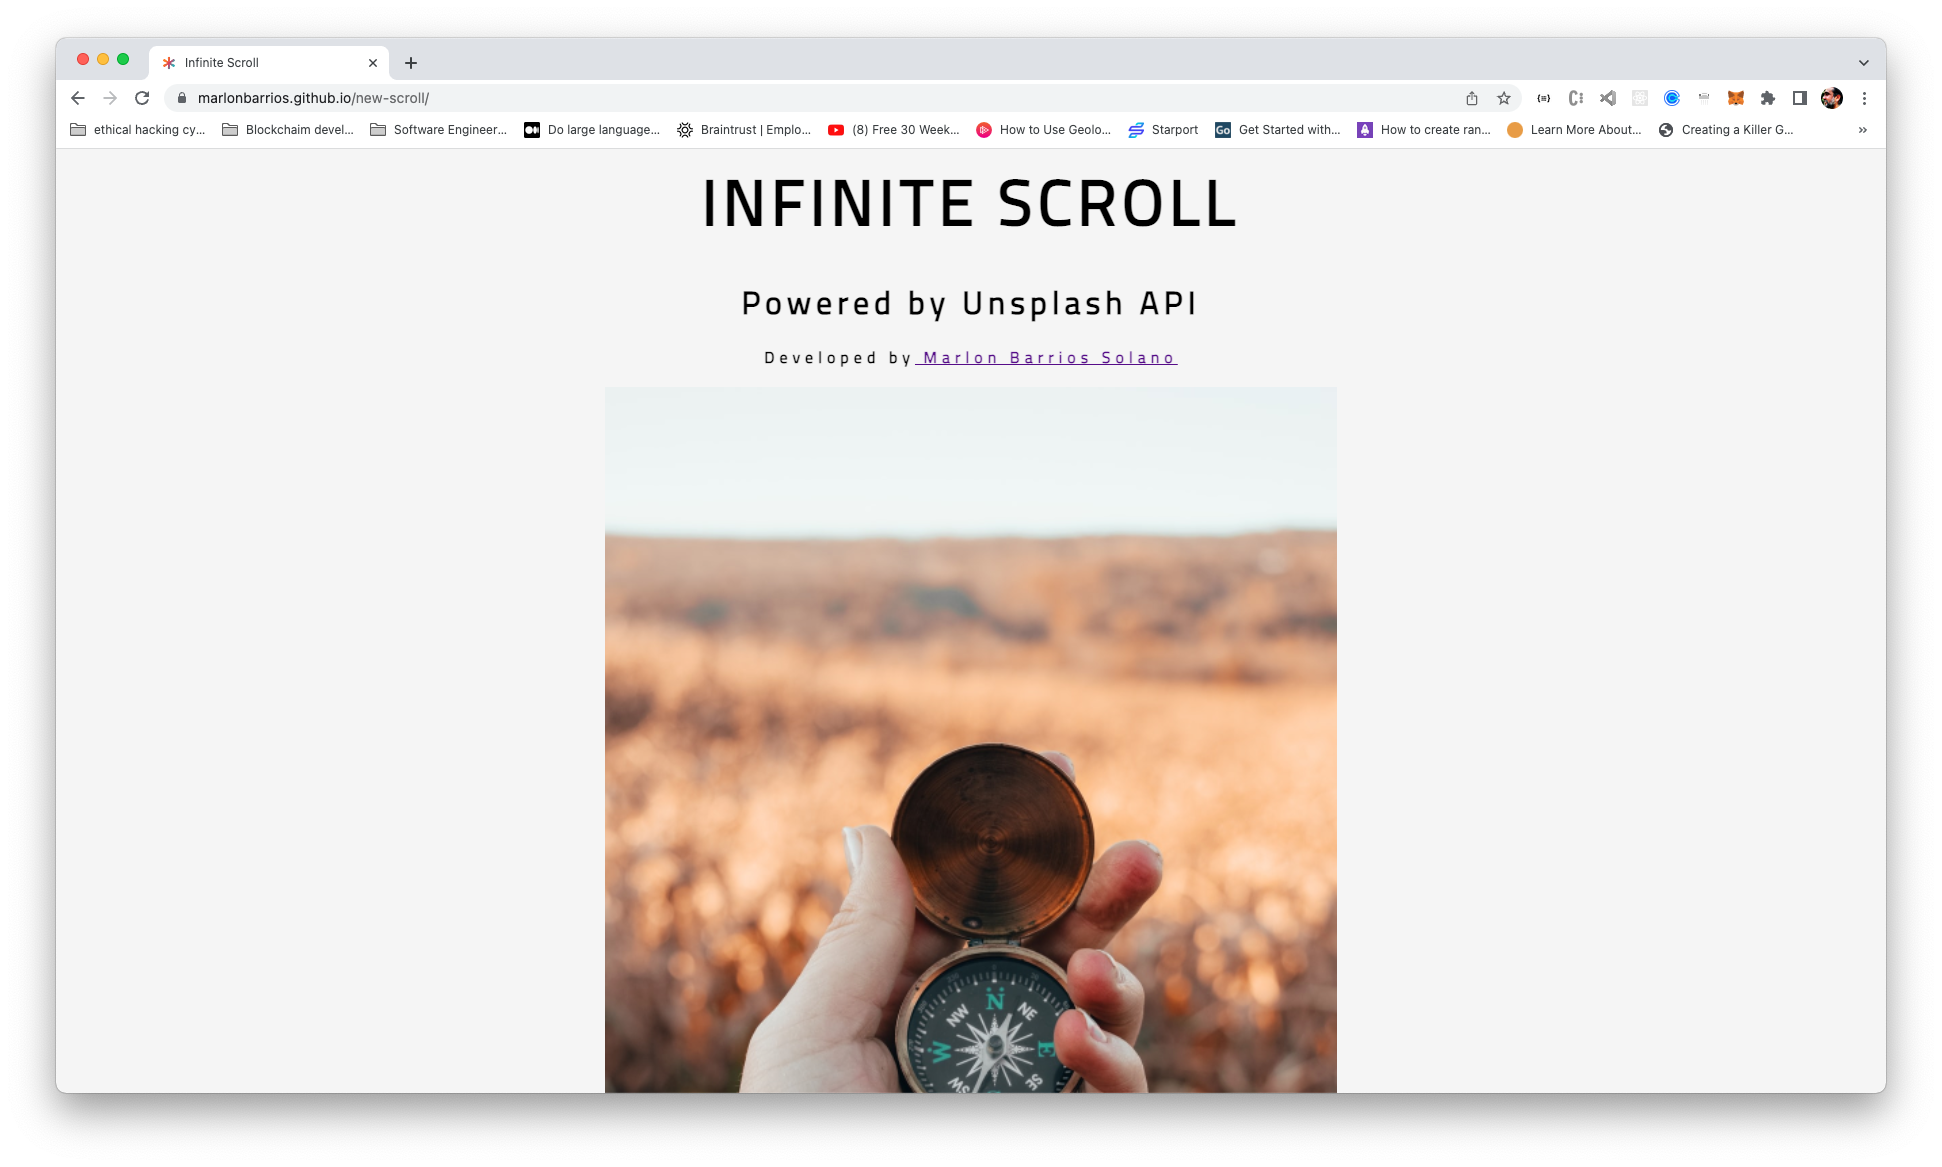 Infinite Scroll
marlonbarrios.github.io/new-scroll/
ethical hacking cy... Blockchaim devel... Software Engineer... Do large language... Braintrust | Emplo... (8) Free 30 Week... How to Use Geolo... Starport Go Get Started with... How to create ran... Learn More About... Creating a Killer G... »
INFINITE SCROLL
Powered by Unsplash API
Developed by Marlon Barrios Solano
N
NW NE
W E
SW SE